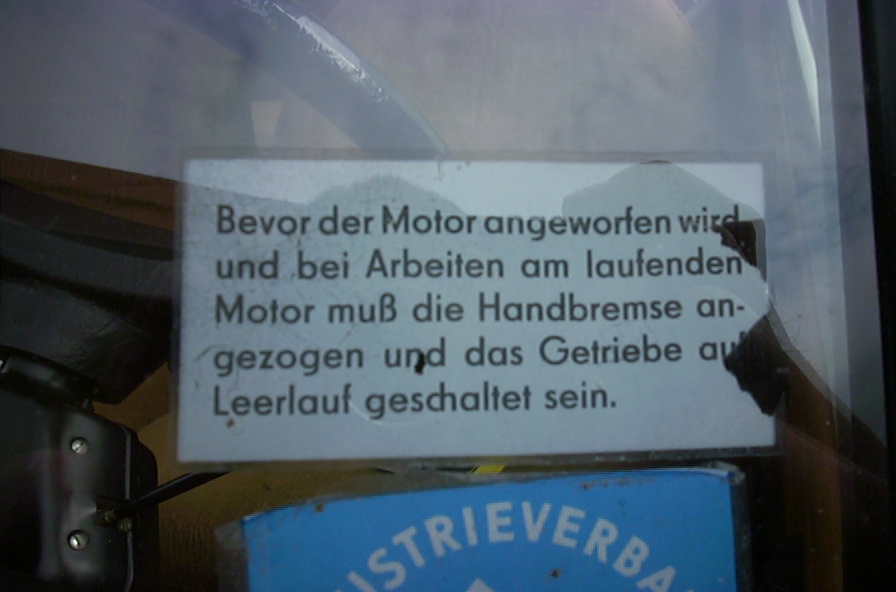 Bevor der Motor angeworfen wird
und bei Arbeiten am laufenden
Motor muß die Handbremse an-
gezogen und das Getriebe auf
Leerlauf geschaltet sein.
USTRIEVERBA